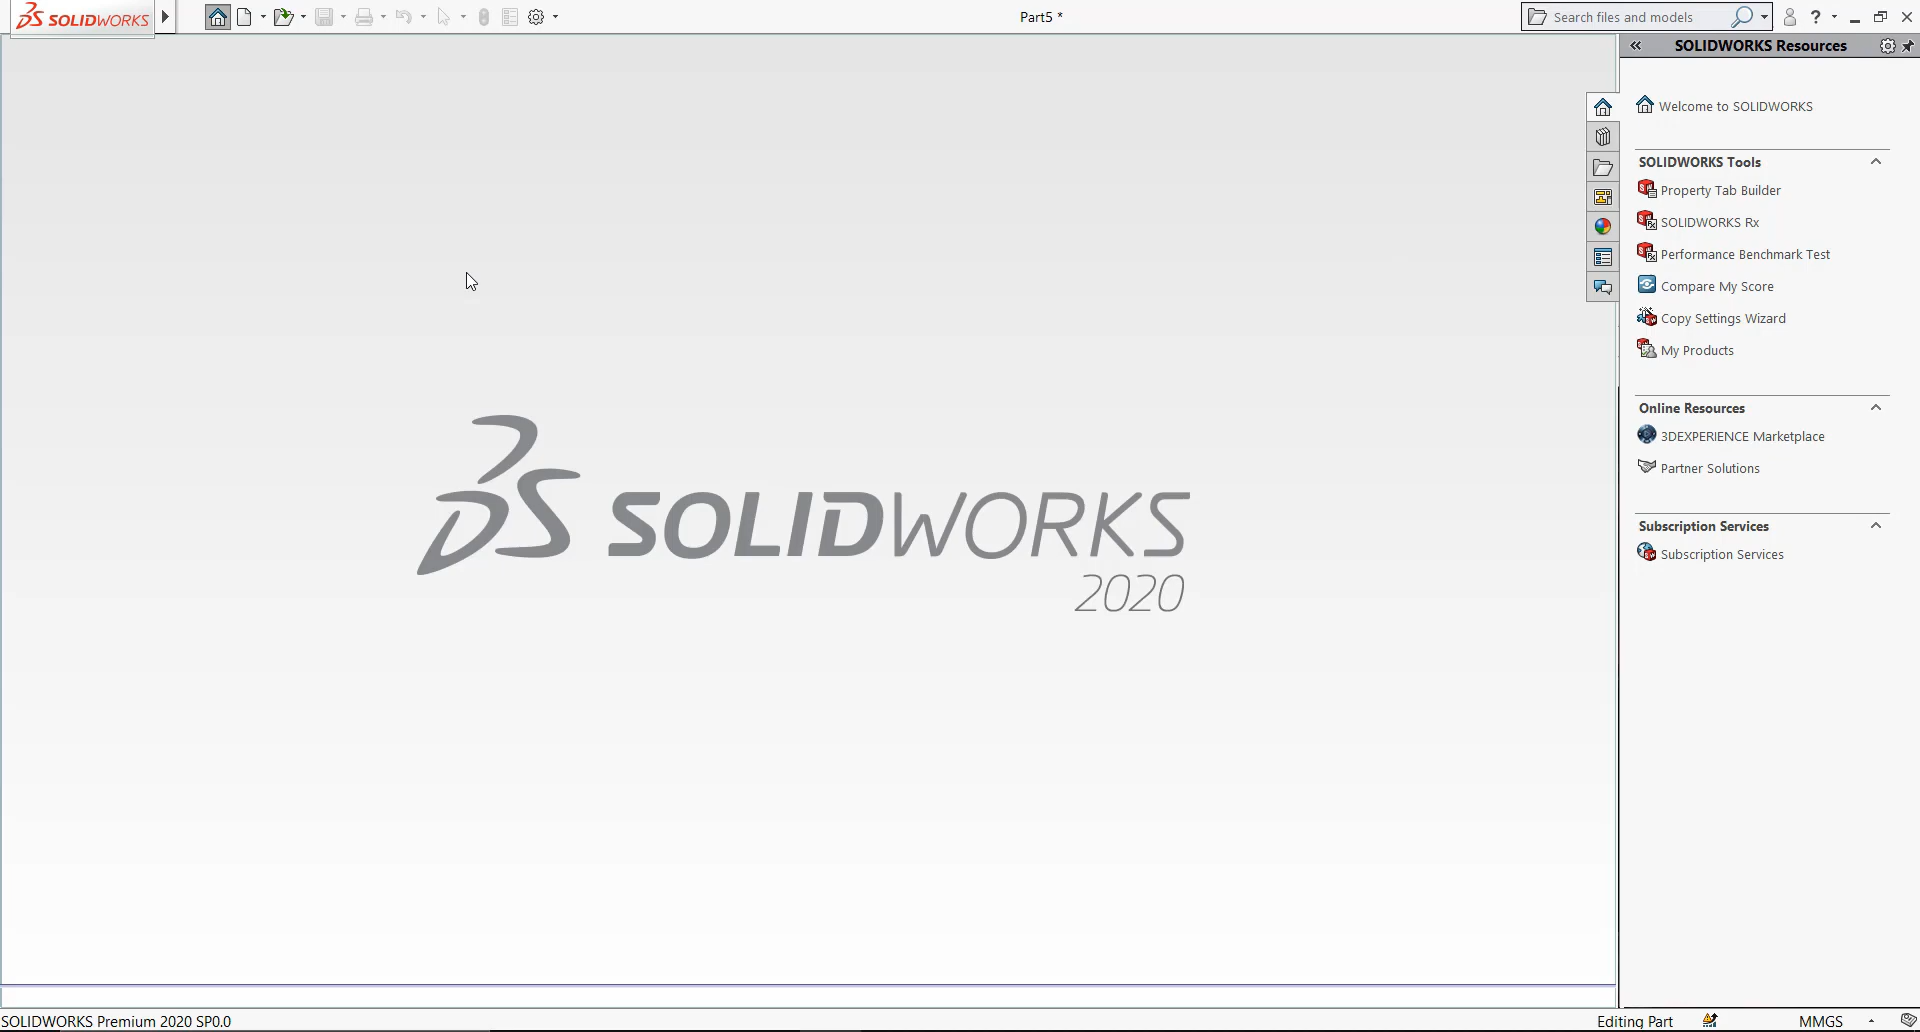 SOLIDWORKS
Part5 *
Search files and models
?
SOLIDWORKS Resources
Welcome to SOLIDWORKS
SOLIDWORKS Tools
Property Tab Builder
SOLIDWORKS Rx
Performance Benchmark Test
Compare My Score
Copy Settings Wizard
My Products
Online Resources
3DEXPERIENCE Marketplace
Partner Solutions
Subscription Services
Subscription Services
SOLIDWORKS
2020
SOLIDWORKS Premium 2020 SP0.0
Editing Part
MMGS